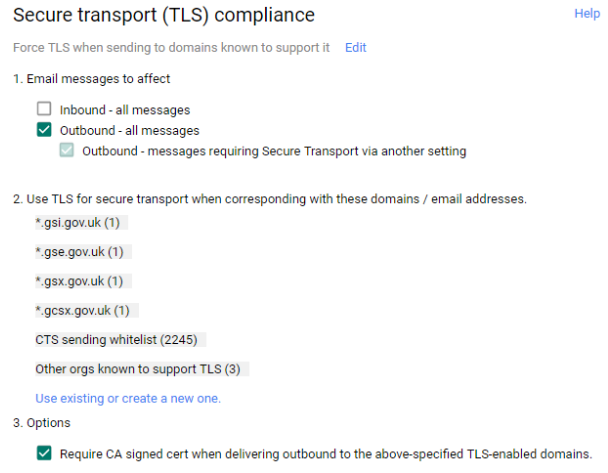 Secure transport (TLS) compliance Help
Force TLS when sending to domains known to support it Edit
1. Email messages to affect
Inbound - all messages
Outbound - all messages
Outbound - messages requiring Secure Transport via another setting
2. Use TLS for secure transport when corresponding with these domains / email addresses.
*.gsi.gov.uk (1)
*.gse.gov.uk (1)
*.gsx.gov.uk (1)
*.gcsx.gov.uk (1)
CTS sending whitelist (2245)
Other orgs known to support TLS (3)
Use existing or create a new one.
3. Options
Require CA signed cert when delivering outbound to the above-specified TLS-enabled domains.